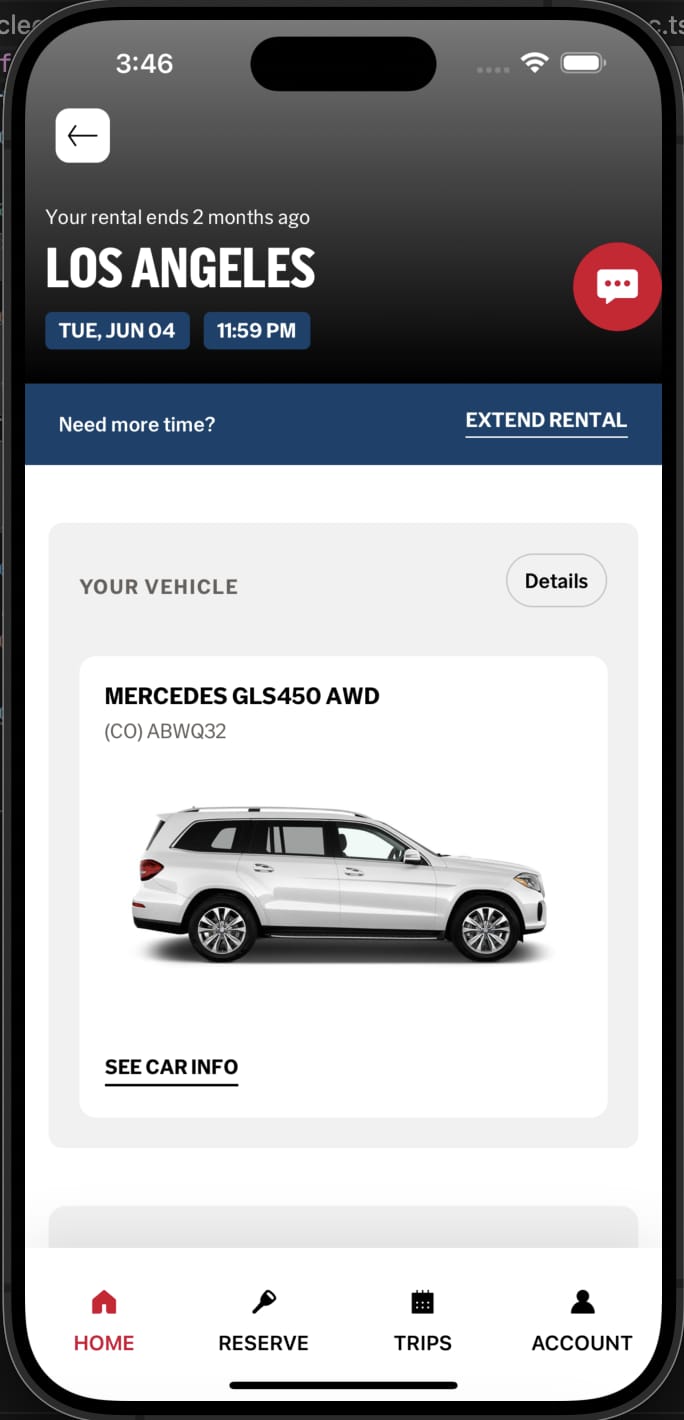 3:46
Your rental ends 2 months ago
LOS ANGELES
TUE, JUN 04 11:59 PM
Need more time? EXTEND RENTAL
YOUR VEHICLE Details
MERCEDES GLS450 AWD
(CO) ABWQ32
SEE CAR INFO
HOME RESERVE TRIPS ACCOUNT